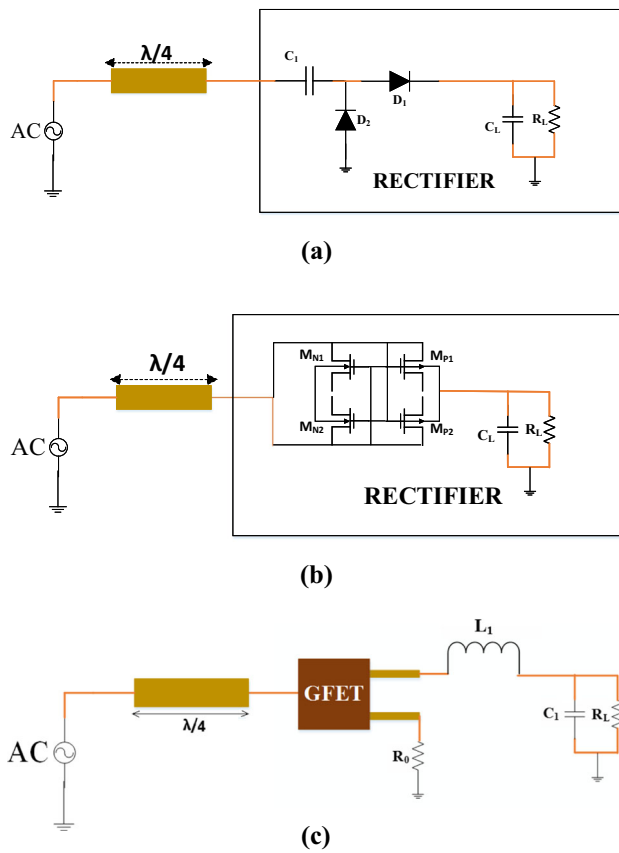 λ/4
C1
D1
D2
AC
CL
RL
RECTIFIER
(a)
λ/4
MN1
MP1
MN2
MP2
AC
CL
RL
RECTIFIER
(b)
L1
GFET
λ/4
C1
RL
AC
R0
(c)